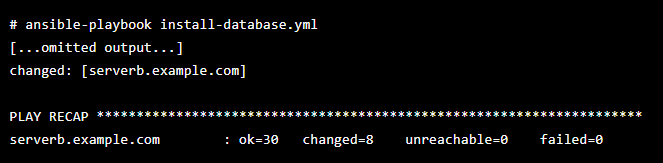 # ansible-playbook install-database.yml
[...omitted output...]
changed: [serverb.example.com]
PLAY RECAP *********************************************************************
serverb.example.com : ok=30 changed=8 unreachable=0 failed=0